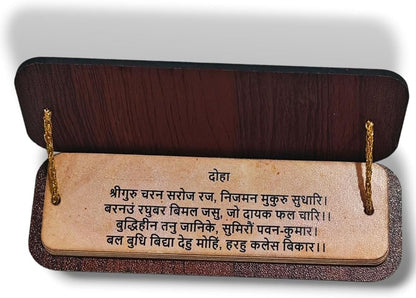 दोहा
श्रीगुरु चरन सरोज रज, निजमन मुकुरु सुधारि।
बरनउं रघुबर बिमल जसु, जो दायक फल चारि।।
बुद्धिहीन तनु जानिके, सुमिरौं पवन-कुमार।
बल बुधि बिद्या देहु मोहिं, हरहु कलेस बिकार।।